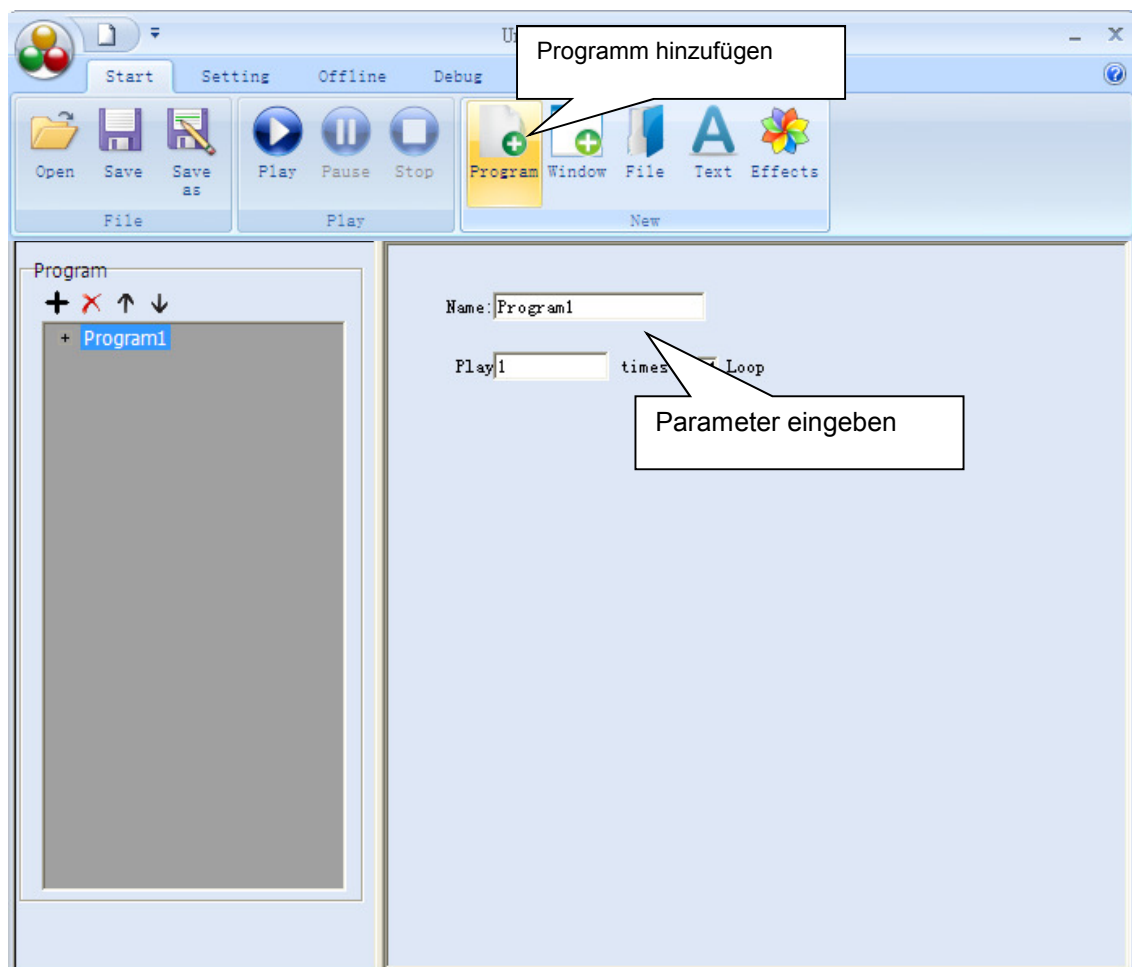 Programm hinzufügen
Start Setting Offline Debug
Open Save Save as Play Pause Stop Program Window File Text Effects
File Play New
Program
Name: Program1
+ Program1
Play 1 times Loop
Parameter eingeben